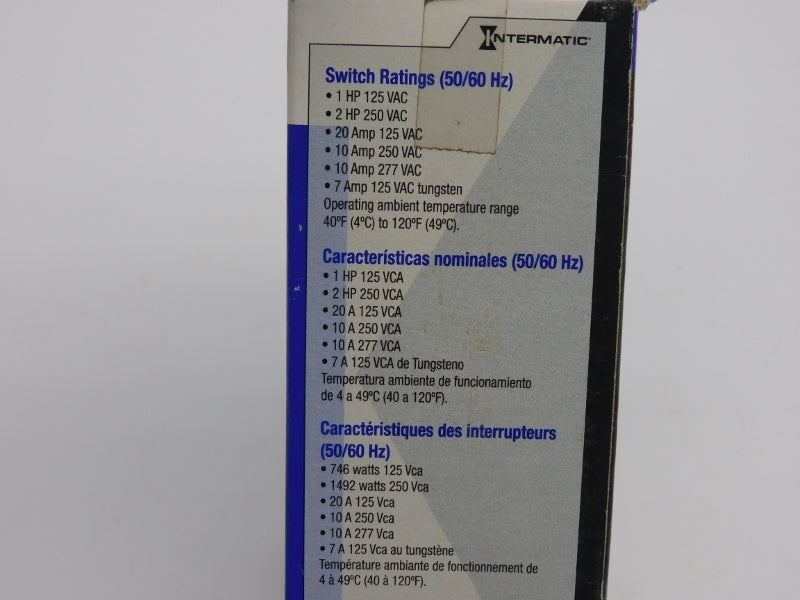 INTERMATIC
Switch Ratings (50/60 Hz)
• 1 HP 125 VAC
• 2 HP 250 VAC
• 20 Amp 125 VAC
• 10 Amp 250 VAC
• 10 Amp 277 VAC
• 7 Amp 125 VAC tungsten
Operating ambient temperature range
40ºF (4ºC) to 120ºF (49ºC).
Características nominales (50/60 Hz)
• 1 HP 125 VCA
• 2 HP 250 VCA
• 20 A 125 VCA
• 10 A 250 VCA
• 10 A 277 VCA
• 7 A 125 VCA de Tungsteno
Temperatura ambiente de funcionamiento
de 4 a 49ºC (40 a 120ºF).
Caractéristiques des interrupteurs
(50/60 Hz)
• 746 watts 125 Vca
• 1492 watts 250 Vca
• 20 A 125 Vca
• 10 A 250 Vca
• 10 A 277 Vca
• 7 A 125 Vca au tungstène
Température ambiante de fonctionnement de
4 à 49ºC (40 à 120ºF).